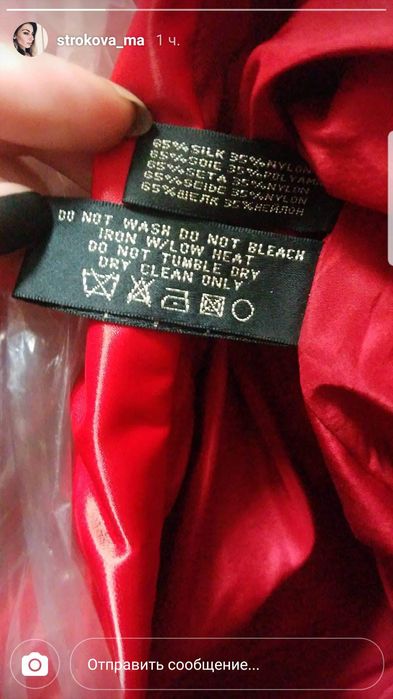 strokova_ma 1 ч.
65% SILK 35% NYLON
65% SOIE 35% POLYAM
65% SETA 35% NYLON
65% SEIDE 35% NYLON
65% ШЕЛК 35% НЕЙЛОН
DO NOT WASH DO NOT BLEACH
IRON W/LOW HEAT
DO NOT TUMBLE DRY
DRY CLEAN ONLY
Отправить сообщение...